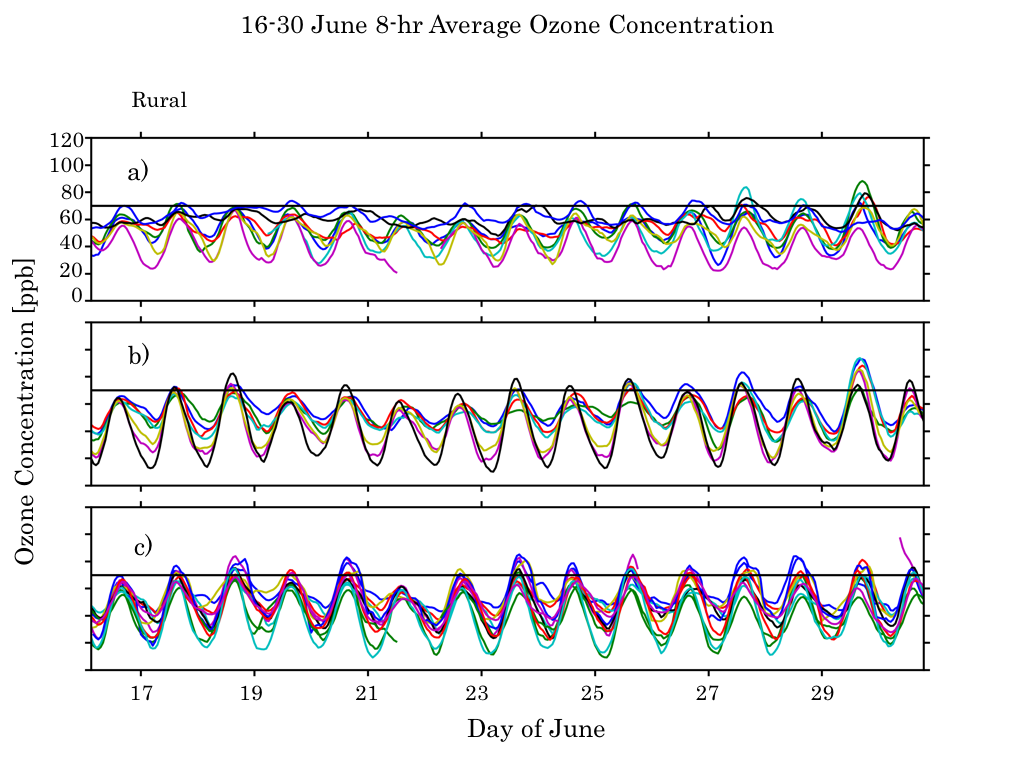 16-30 June 8-hr Average Ozone Concentration
Rural
Ozone Concentration [ppb]
a)
120
100
80
60
40
20
0
b)
c)
17 19 21 23 25 27 29
Day of June